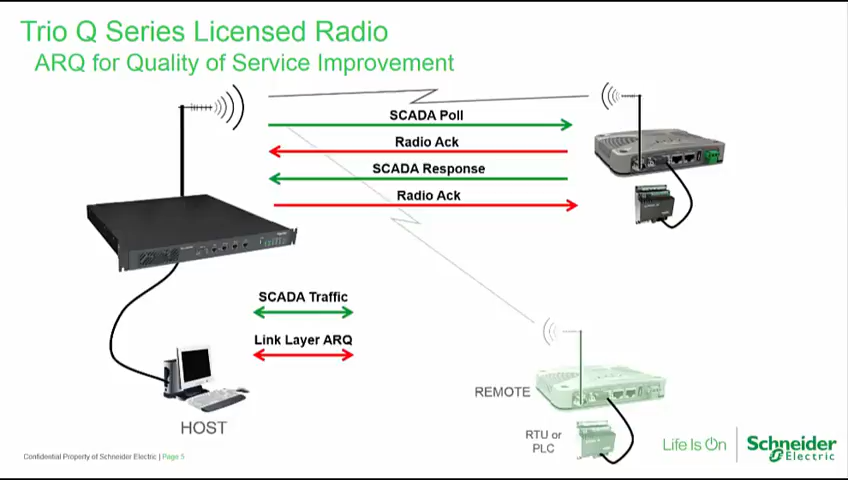 Trio Q Series Licensed Radio
ARQ for Quality of Service Improvement
SCADA Poll
Radio Ack
SCADA Response
Radio Ack
SCADA Traffic
Link Layer ARQ
HOST
REMOTE
RTU or
PLC
Confidential Property of Schneider Electric | Page 5
Life Is On
Schneider
Electric